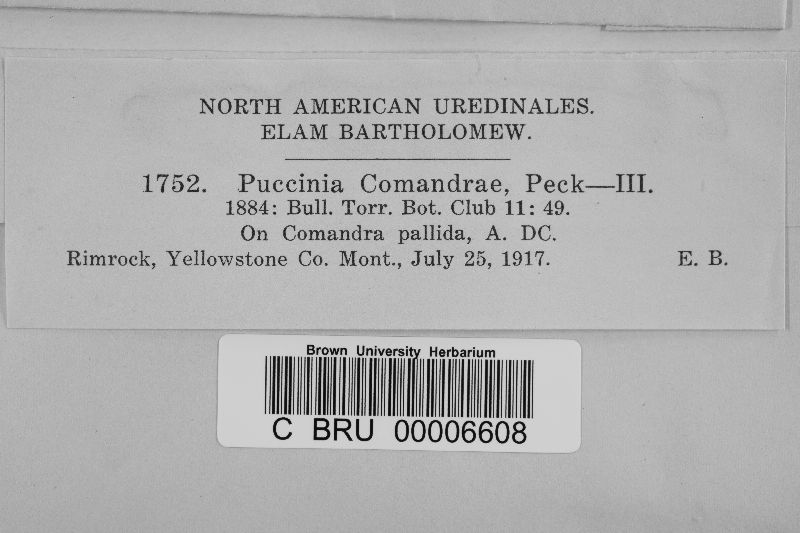 NORTH AMERICAN UREDINALES.
ELAM BARTHOLOMEW.
1752. Puccinia Comandrae, Peck—III.
1884: Bull. Torr. Bot. Club 11: 49.
On Comandra pallida, A. DC.
Rimrock, Yellowstone Co. Mont., July 25, 1917. E. B.
Brown University Herbarium
C BRU 00006608